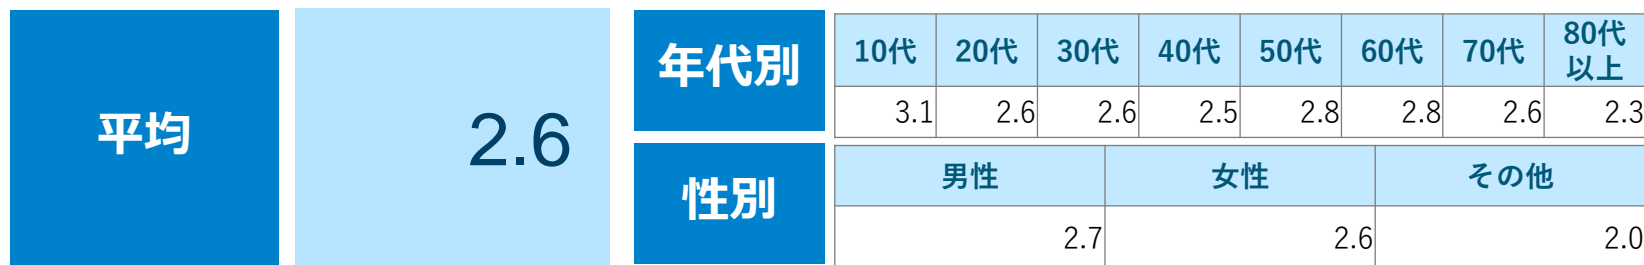 平均
2.6
年代別
10代 20代 30代 40代 50代 60代 70代 80代以上
3.1 2.6 2.6 2.5 2.8 2.8 2.6 2.3
性別
男性 女性 その他
2.7 2.6 2.0